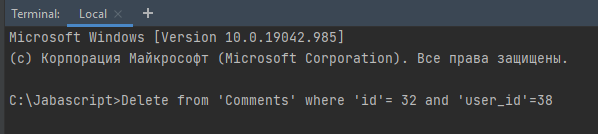 Terminal: Local × +
Microsoft Windows [Version 10.0.19042.985]
(c) Корпорация Майкрософт (Microsoft Corporation). Все права защищены.
C:\Jabascript>Delete from 'Comments' where 'id'= 32 and 'user_id'=38